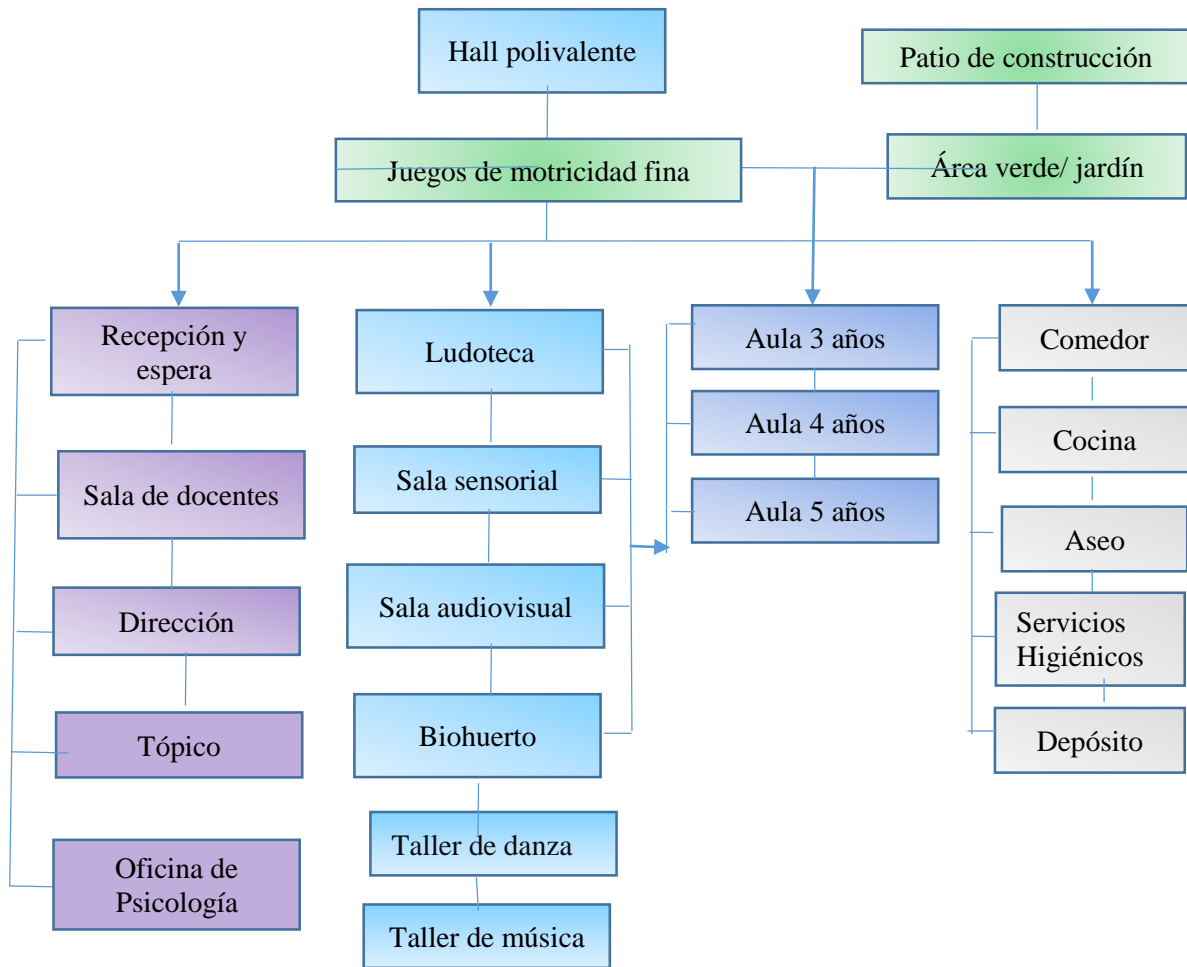 Hall polivalente
Patio de construcción
Juegos de motricidad fina
Área verde/ jardín
Recepción y
espera
Sala de docentes
Dirección
Tópico
Oficina de
Psicología
Ludoteca
Sala sensorial
Sala audiovisual
Biohuerto
Taller de danza
Taller de música
Aula 3 años
Aula 4 años
Aula 5 años
Comedor
Cocina
Aseo
Servicios
Higiénicos
Depósito